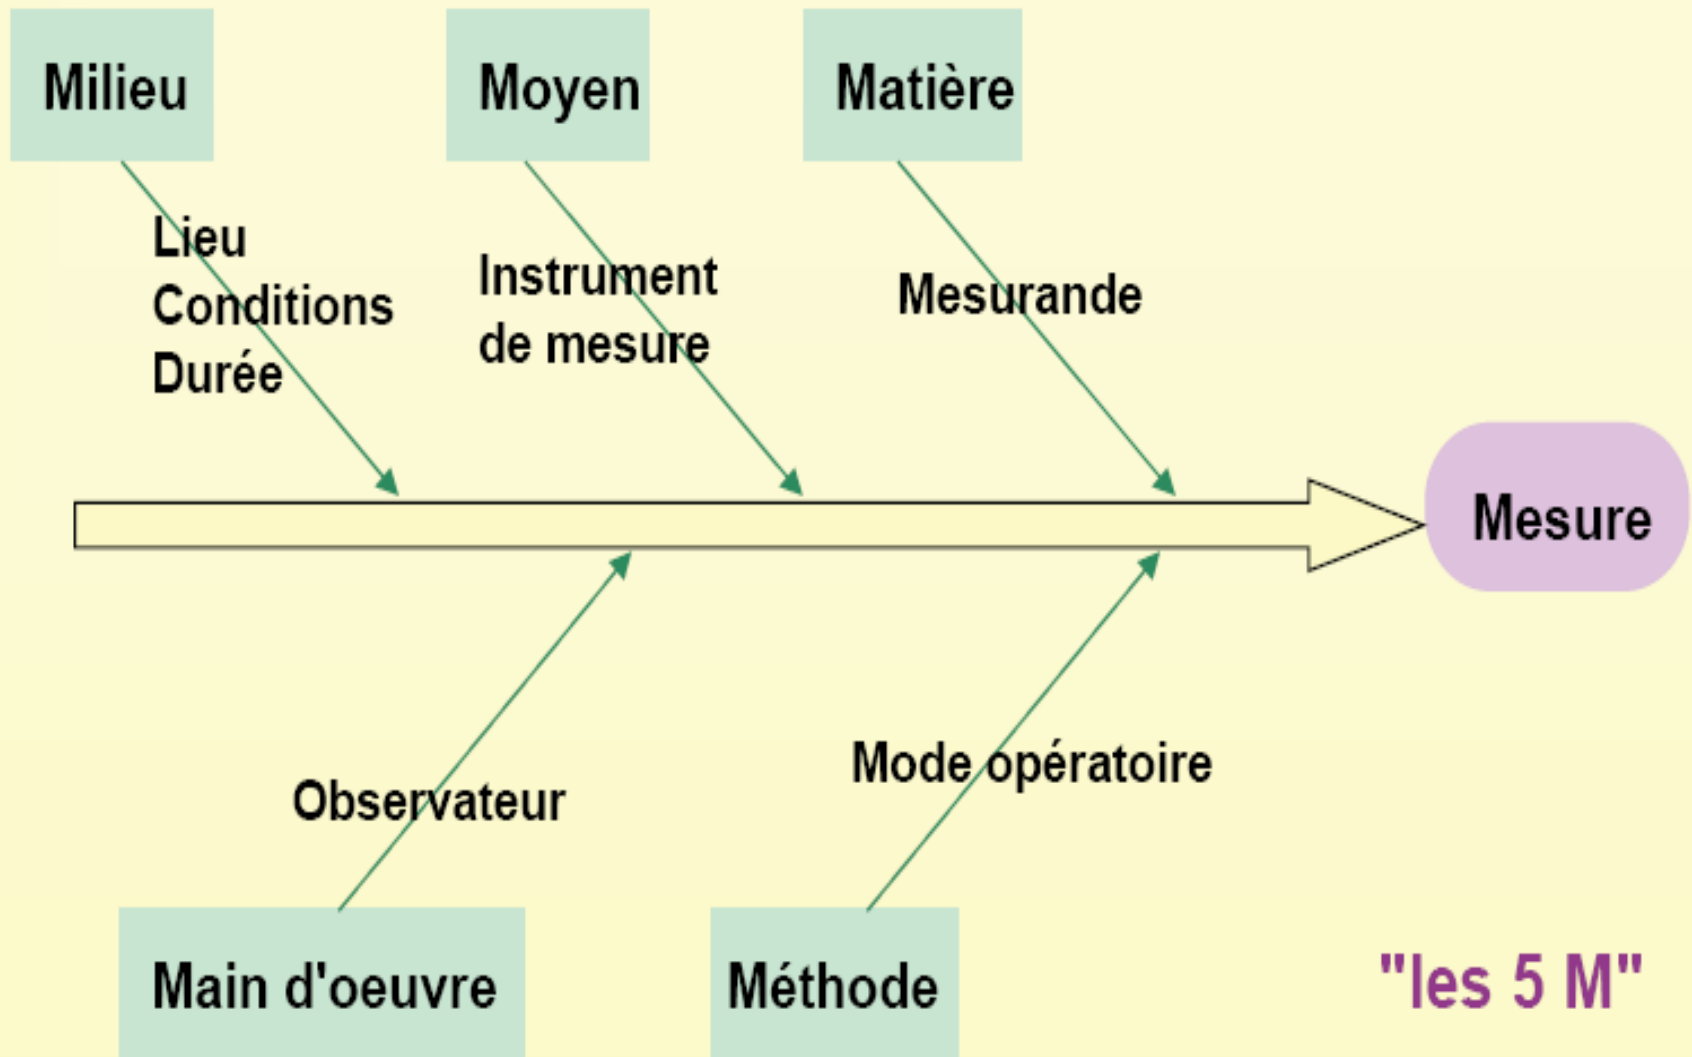 Milieu
Moyen
Matière
Lieu
Conditions
Durée
Instrument
de mesure
Mesurande
Mesure
Observateur
Mode opératoire
Main d'oeuvre
Méthode
"les 5 M"